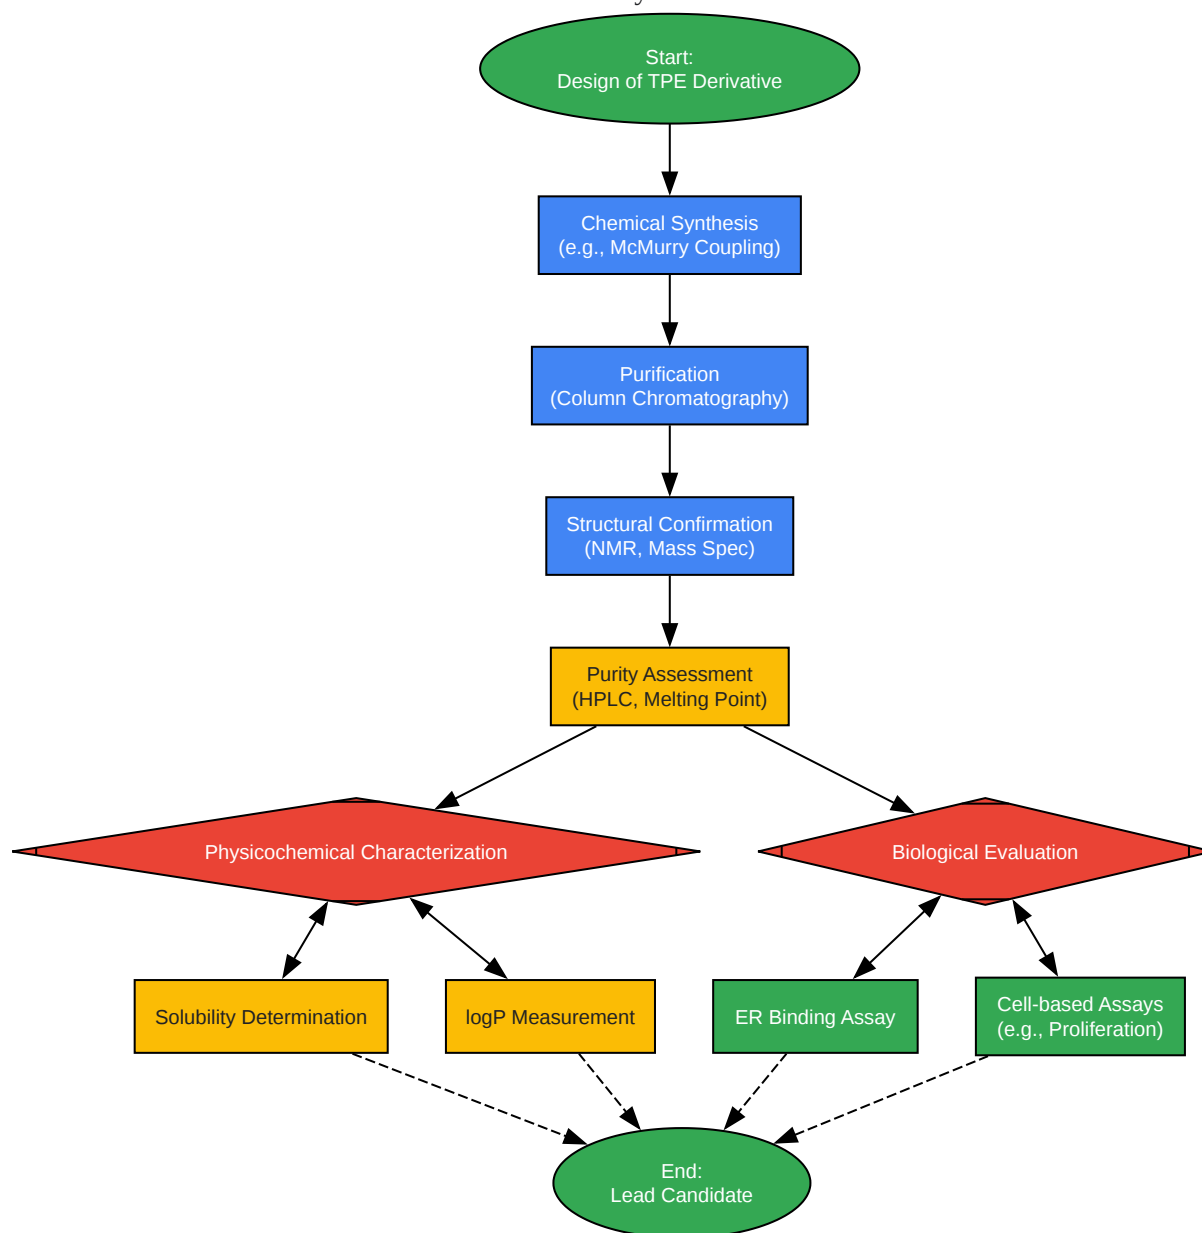 Start:
Design of TPE Derivative
Chemical Synthesis
(e.g., McMurry Coupling)
Purification
(Column Chromatography)
Structural Confirmation
(NMR, Mass Spec)
Purity Assessment
(HPLC, Melting Point)
Physicochemical Characterization
Biological Evaluation
Solubility Determination
logP Measurement
ER Binding Assay
Cell-based Assays
(e.g., Proliferation)
End:
Lead Candidate